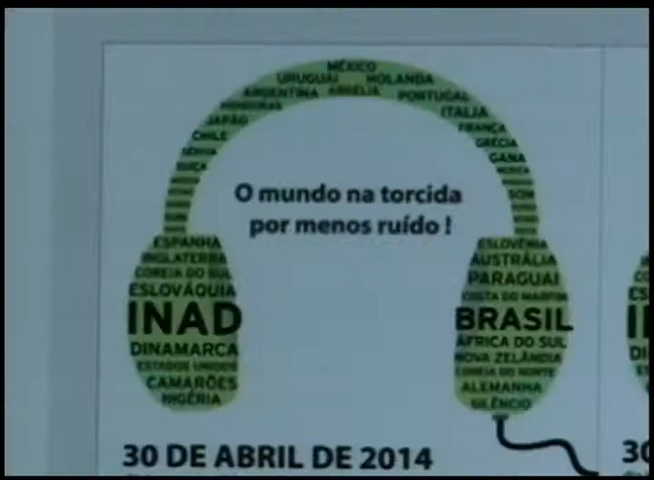 MÉXICO
URUGUAI HOLANDA
ARGENTINA ARGÉLIA PORTUGAL
HONDURAS ITALIA
JAPÃO FRANÇA
CHILE GRÉCIA
GANA
O mundo na torcida
por menos ruído !
ESPANHA
INGLATERRA
COREIA DO SUL
ESLOVÁQUIA
INAD
DINAMARCA
ESTADOS UNIDOS
CAMARÕES
NIGÉRIA
ESLOVÊNIA
AUSTRÁLIA
PARAGUAI
COSTA DO MARFIM
BRASIL
ÁFRICA DO SUL
NOVA ZELÂNDIA
COREIA DO NORTE
ALEMANHA
SILÊNCIO
30 DE ABRIL DE 2014